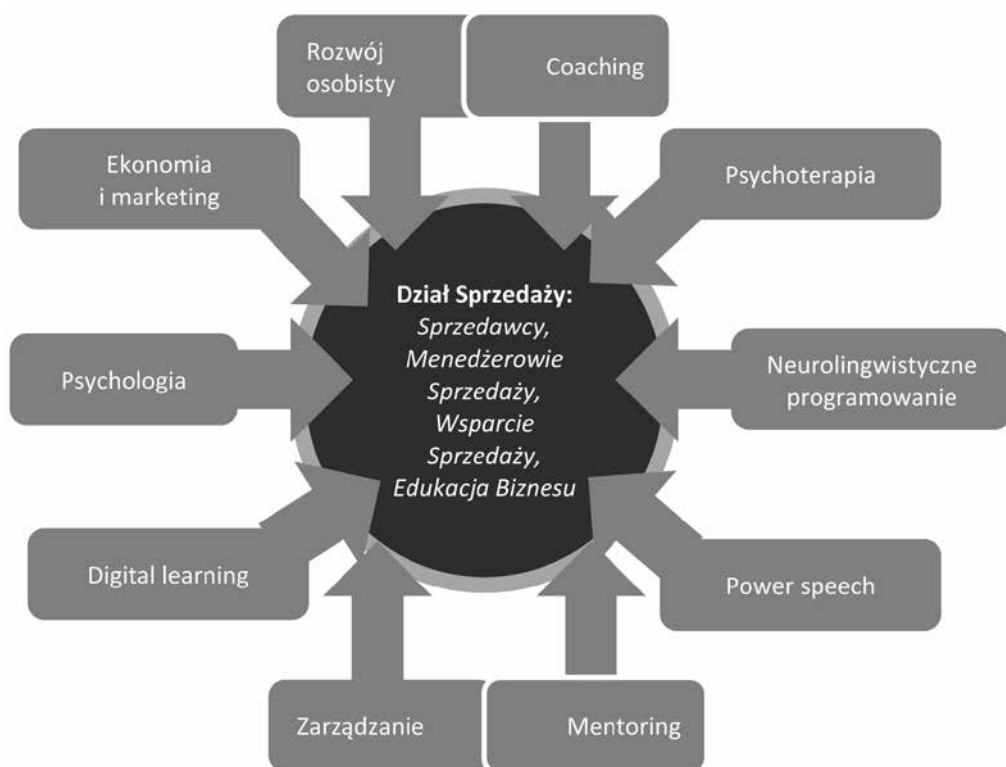 Rozwój
osobisty
Coaching
Ekonomia
i marketing
Psychoterapia
Dział Sprzedaży:
Sprzedawcy,
Menedżerowie
Sprzedaży,
Wsparcie
Sprzedaży,
Edukacja Biznesu
Psychologia
Neurolingwistyczne
programowanie
Digital learning
Power speech
Zarządzanie
Mentoring